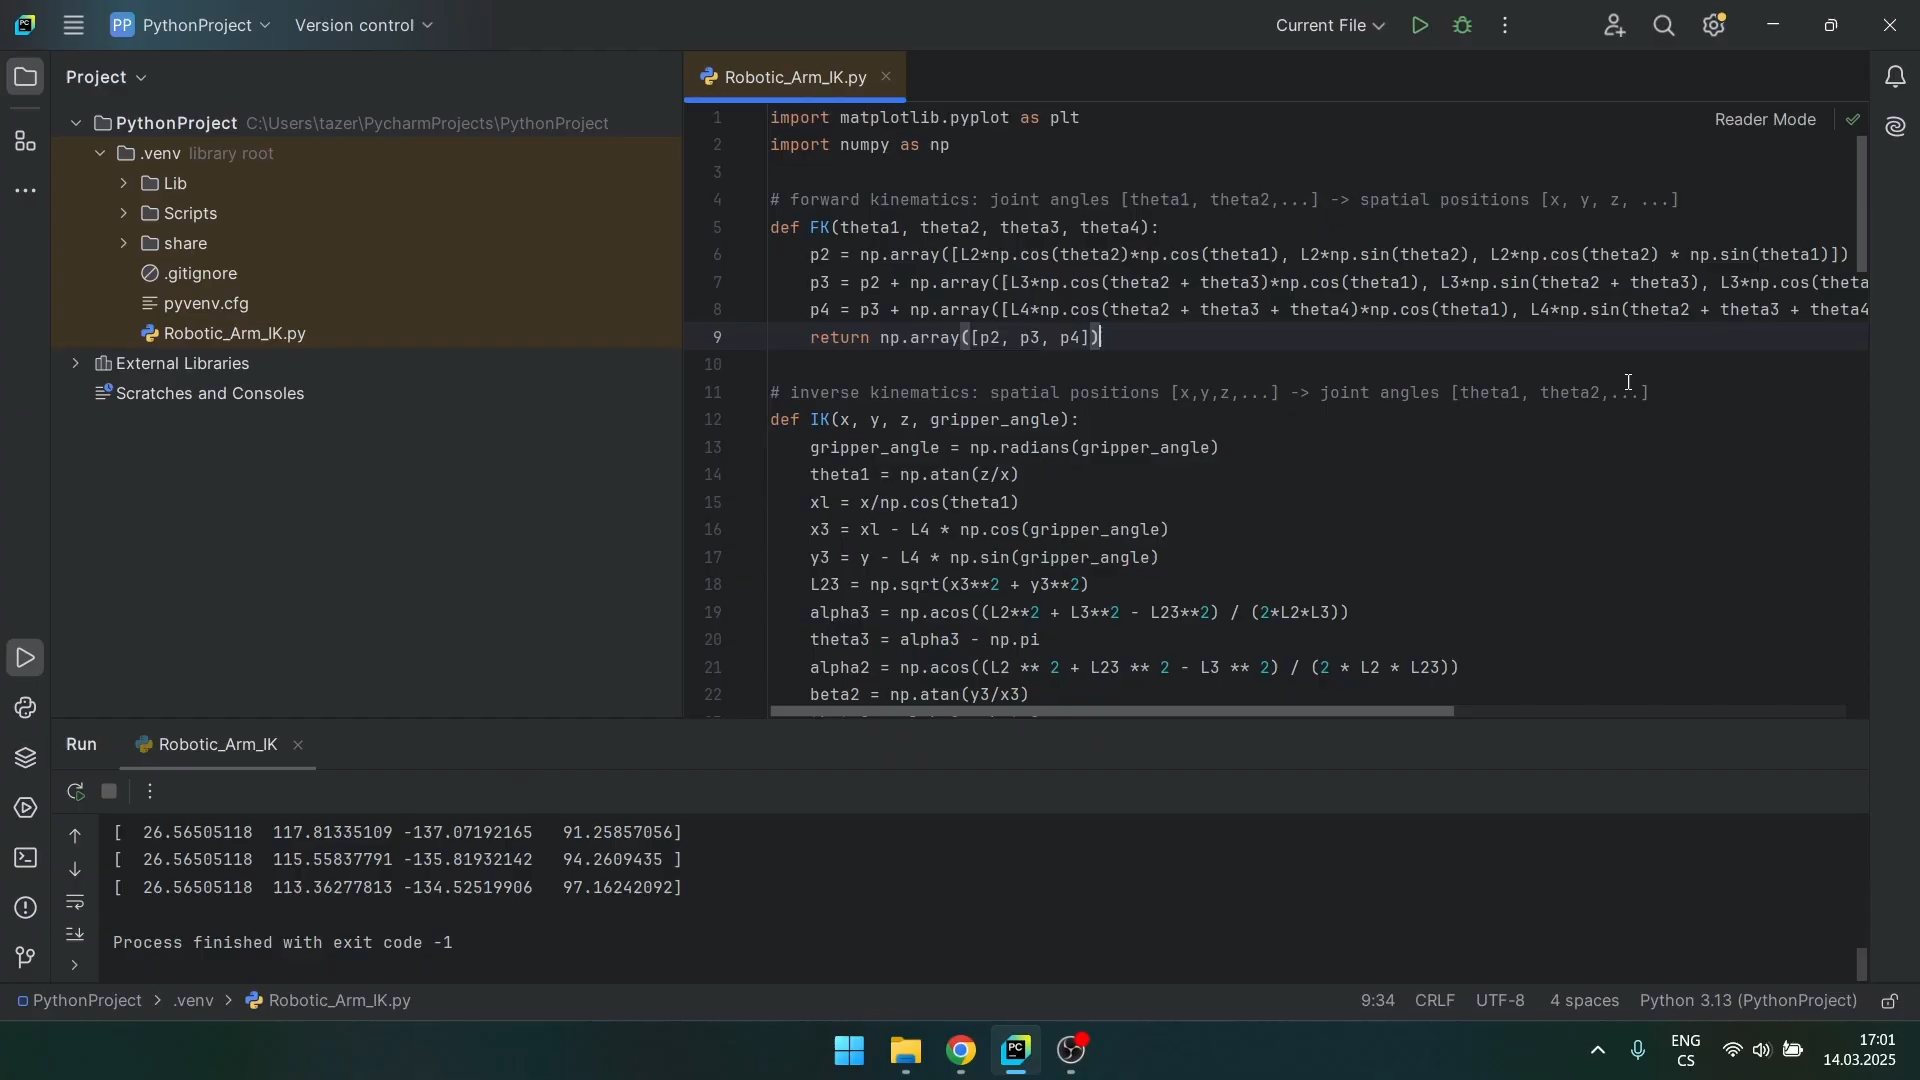 PC
PP PythonProject
Version control
Current File
Project
PythonProject C:\Users\tazer\PycharmProjects\PythonProject
.venv library root
Lib
Scripts
share
.gitignore
pyvenv.cfg
Robotic_Arm_IK.py
External Libraries
Scratches and Consoles
Robotic_Arm_IK.py
Reader Mode
1 import matplotlib.pyplot as plt
2 import numpy as np
3
4 # forward kinematics: joint angles [theta1, theta2,...] -> spatial positions [x, y, z, ...]
5 def FK(theta1, theta2, theta3, theta4):
6 p2 = np.array([L2*np.cos(theta2)*np.cos(theta1), L2*np.sin(theta2), L2*np.cos(theta2) * np.sin(theta1)])
7 p3 = p2 + np.array([L3*np.cos(theta2 + theta3)*np.cos(theta1), L3*np.sin(theta2 + theta3), L3*np.cos(theta
8 p4 = p3 + np.array([L4*np.cos(theta2 + theta3 + theta4)*np.cos(theta1), L4*np.sin(theta2 + theta3 + theta4
9 return np.array([p2, p3, p4])
10
11 # inverse kinematics: spatial positions [x,y,z,...] -> joint angles [theta1, theta2,...]
12 def IK(x, y, z, gripper_angle):
13 gripper_angle = np.radians(gripper_angle)
14 theta1 = np.atan(z/x)
15 xl = x/np.cos(theta1)
16 x3 = xl - L4 * np.cos(gripper_angle)
17 y3 = y - L4 * np.sin(gripper_angle)
18 L23 = np.sqrt(x3**2 + y3**2)
19 alpha3 = np.acos((L2**2 + L3**2 - L23**2) / (2*L2*L3))
20 theta3 = alpha3 - np.pi
21 alpha2 = np.acos((L2 ** 2 + L23 ** 2 - L3 ** 2) / (2 * L2 * L23))
22 beta2 = np.atan(y3/x3)
Run
Robotic_Arm_IK
[ 26.56505118 117.81335109 -137.07192165 91.25857056]
[ 26.56505118 115.55837791 -135.81932142 94.2609435 ]
[ 26.56505118 113.36277813 -134.52519906 97.16242092]
Process finished with exit code -1
PythonProject > .venv > Robotic_Arm_IK.py
9:34 CRLF UTF-8 4 spaces Python 3.13 (PythonProject)
PC
ENG
CS
17:01
14.03.2025